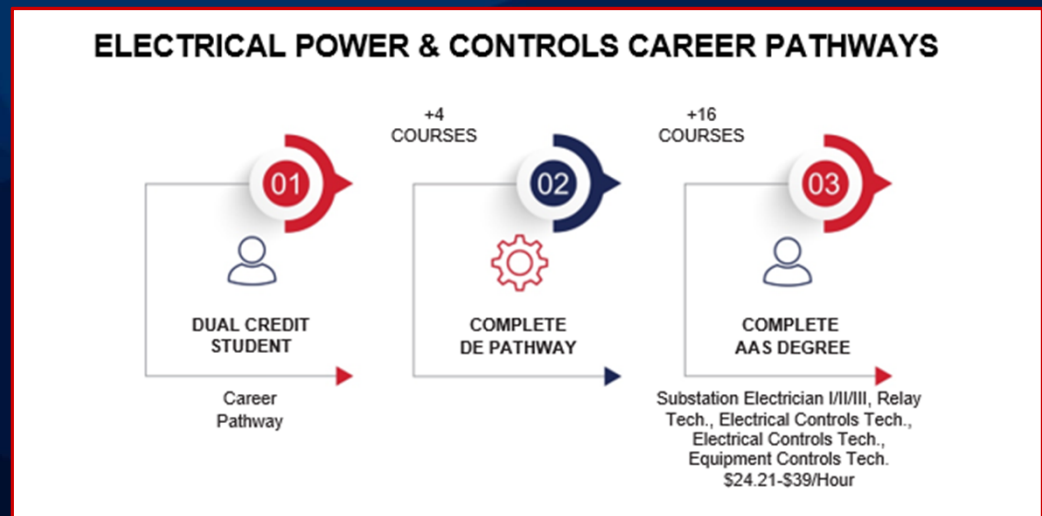 ELECTRICAL POWER & CONTROLS CAREER PATHWAYS
01
DUAL CREDIT
STUDENT
Career
Pathway
+4
COURSES
02
COMPLETE
DE PATHWAY
+16
COURSES
03
COMPLETE
AAS DEGREE
Substation Electrician I/II/III, Relay
Tech., Electrical Controls Tech.,
Electrical Controls Tech.,
Equipment Controls Tech.
$24.21-$39/Hour